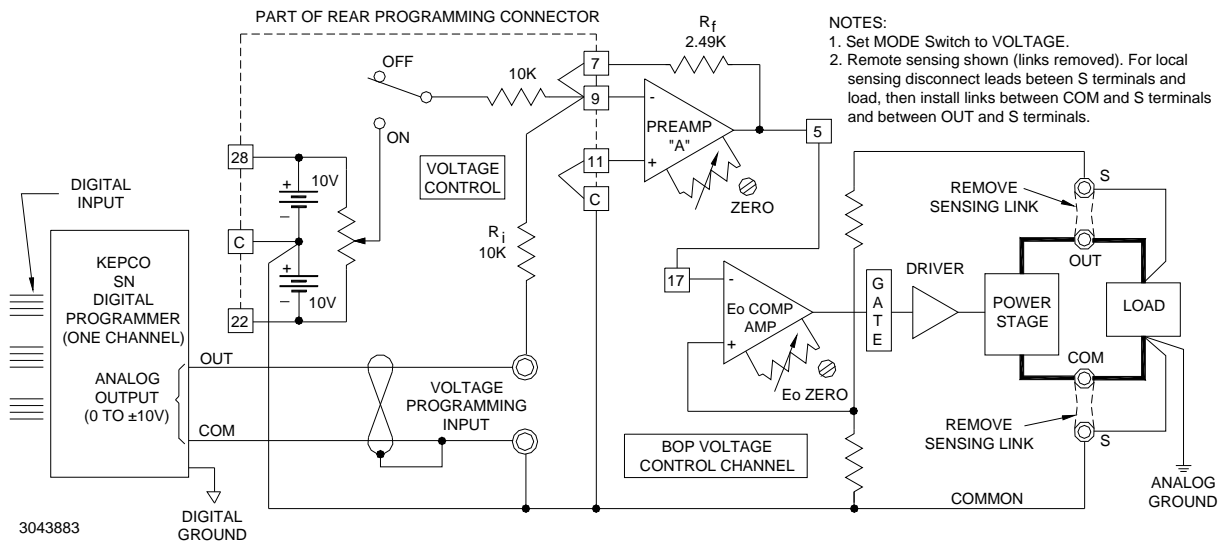 PART OF REAR PROGRAMMING CONNECTOR
NOTES:
1. Set MODE Switch to VOLTAGE.
2. Remote sensing shown (links removed). For local
sensing disconnect leads beteen S terminals and
load, then install links between COM and S terminals
and between OUT and S terminals.
OFF
ON
10K
7
9
11
C
Rf
2.49K
-
+
PREAMP
"A"
ZERO
5
VOLTAGE
CONTROL
28
C
22
+
10V
–
+
10V
–
Ri
10K
DIGITAL
INPUT
KEPCO
SN
DIGITAL
PROGRAMMER
(ONE CHANNEL)
ANALOG
OUTPUT
(0 TO ±10V)
OUT
COM
VOLTAGE
PROGRAMMING
INPUT
DIGITAL
GROUND
17
-
+
Eo COMP
AMP
Eo ZERO
GATE
DRIVER
POWER
STAGE
REMOVE
SENSING LINK
S
OUT
LOAD
COM
REMOVE
SENSING LINK
S
BOP VOLTAGE
CONTROL CHANNEL
COMMON
ANALOG
GROUND
3043883